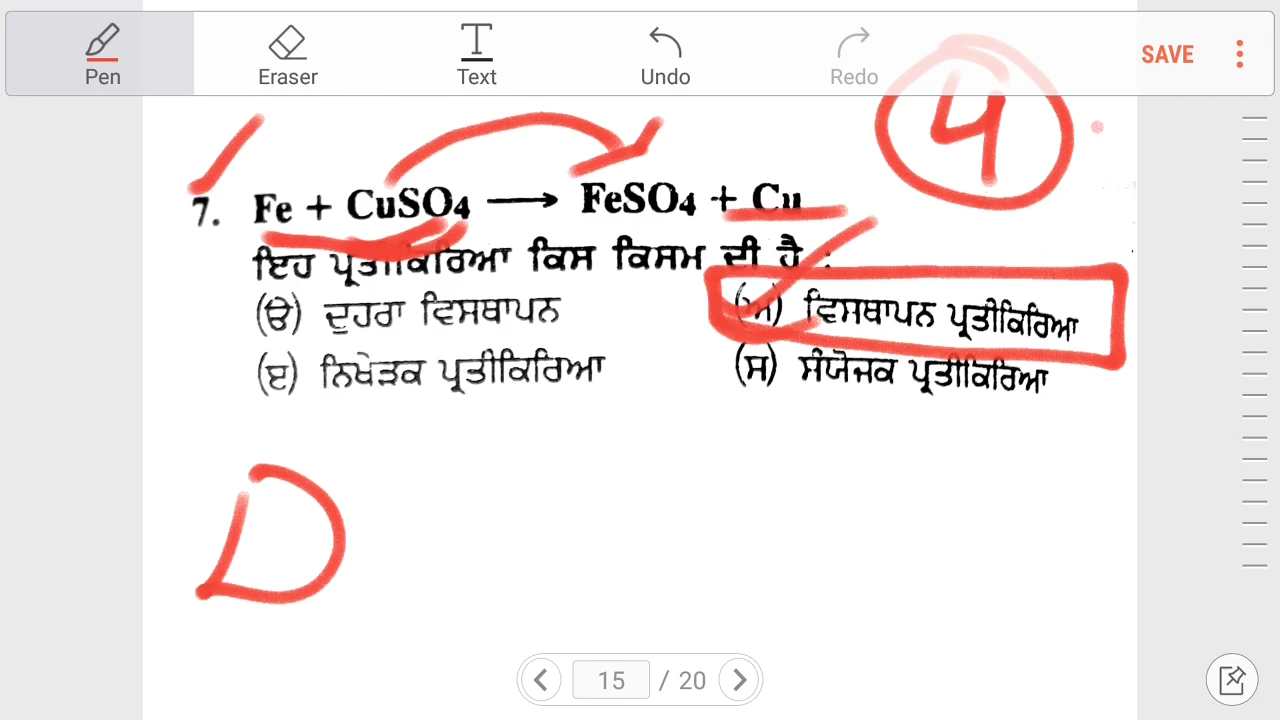 Pen Eraser Text Undo Redo SAVE
4
7. Fe + CuSO₄ ⟶ FeSO₄ + Cu
ਇਹ ਪ੍ਰਤੀਕਿਰਿਆ ਕਿਸ ਕਿਸਮ ਦੀ ਹੈ :
(ੳ) ਦੁਹਰਾ ਵਿਸਥਾਪਨ (ਅ) ਵਿਸਥਾਪਨ ਪ੍ਰਤੀਕਿਰਿਆ
(ੲ) ਨਿਖੇੜਕ ਪ੍ਰਤੀਕਿਰਿਆ (ਸ) ਸੰਯੋਜਕ ਪ੍ਰਤੀਕਿਰਿਆ
D
15 / 20